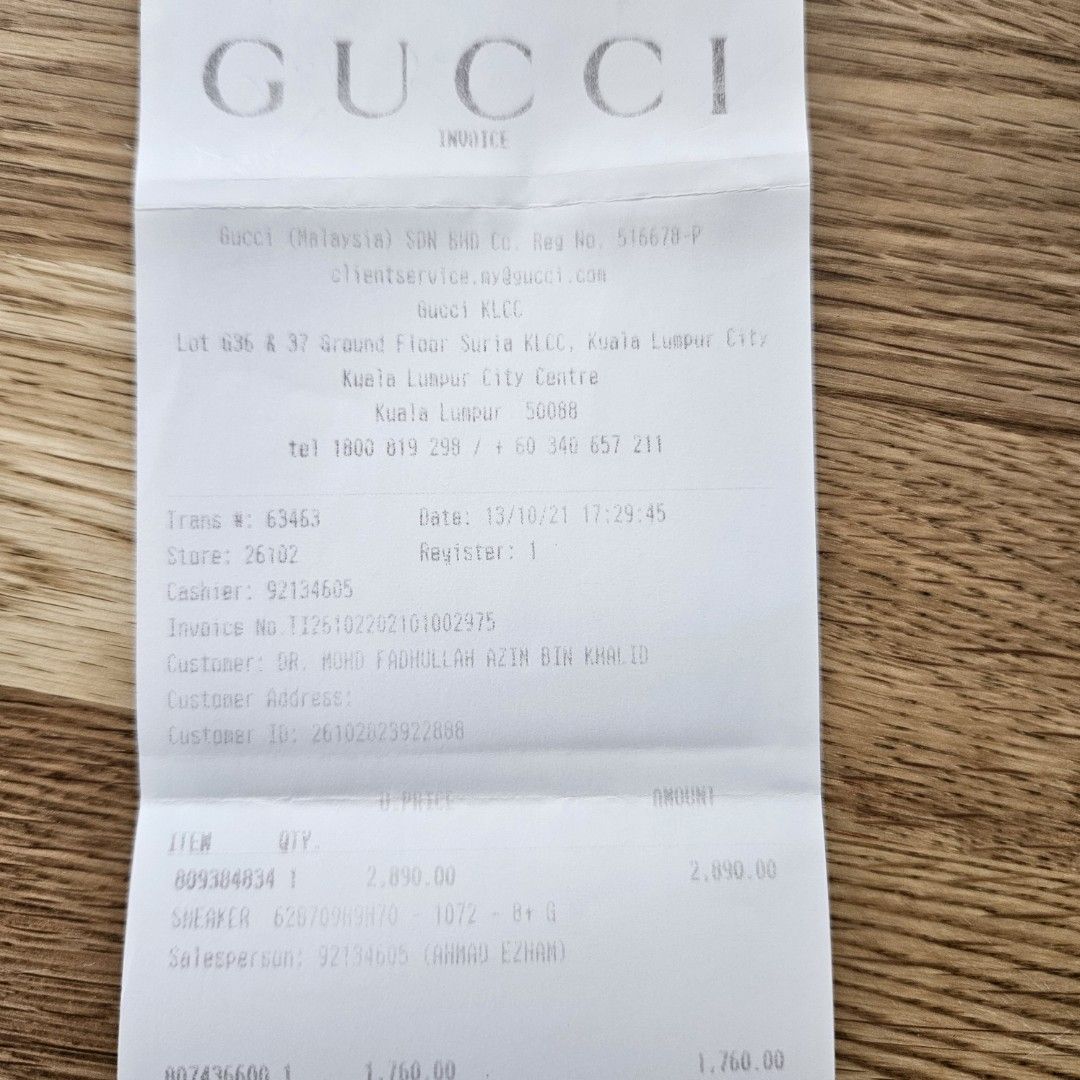 GUCCI
INVOICE
Gucci (Malaysia) SDN BHD Co. Reg No. 516678-P
clientservice.my@gucci.com
Gucci KLCC
Lot G36 & 37 Ground Floor Suria KLCC, Kuala Lumpur City
Kuala Lumpur City Centre
Kuala Lumpur 50088
tel 1800 819 298 / + 60 340 657 211
Trans #: 63463 Date: 13/10/21 17:29:45
Store: 26102 Register: 1
Cashier: 92134605
Invoice No.TI26102202101002975
Customer: DR. MOHD FADHULLAH AZIM BIN KHALID
Customer Address:
Customer ID: 26102023922888
U.PRICE AMOUNT
ITEM QTY.
809384834 1 2,890.00 2,890.00
SNEAKER 628709H9H70 - 1072 - 8+ G
Salesperson: 92134605 (AHMAD EZHAM)
807436600 1 1,760.00 1,760.00